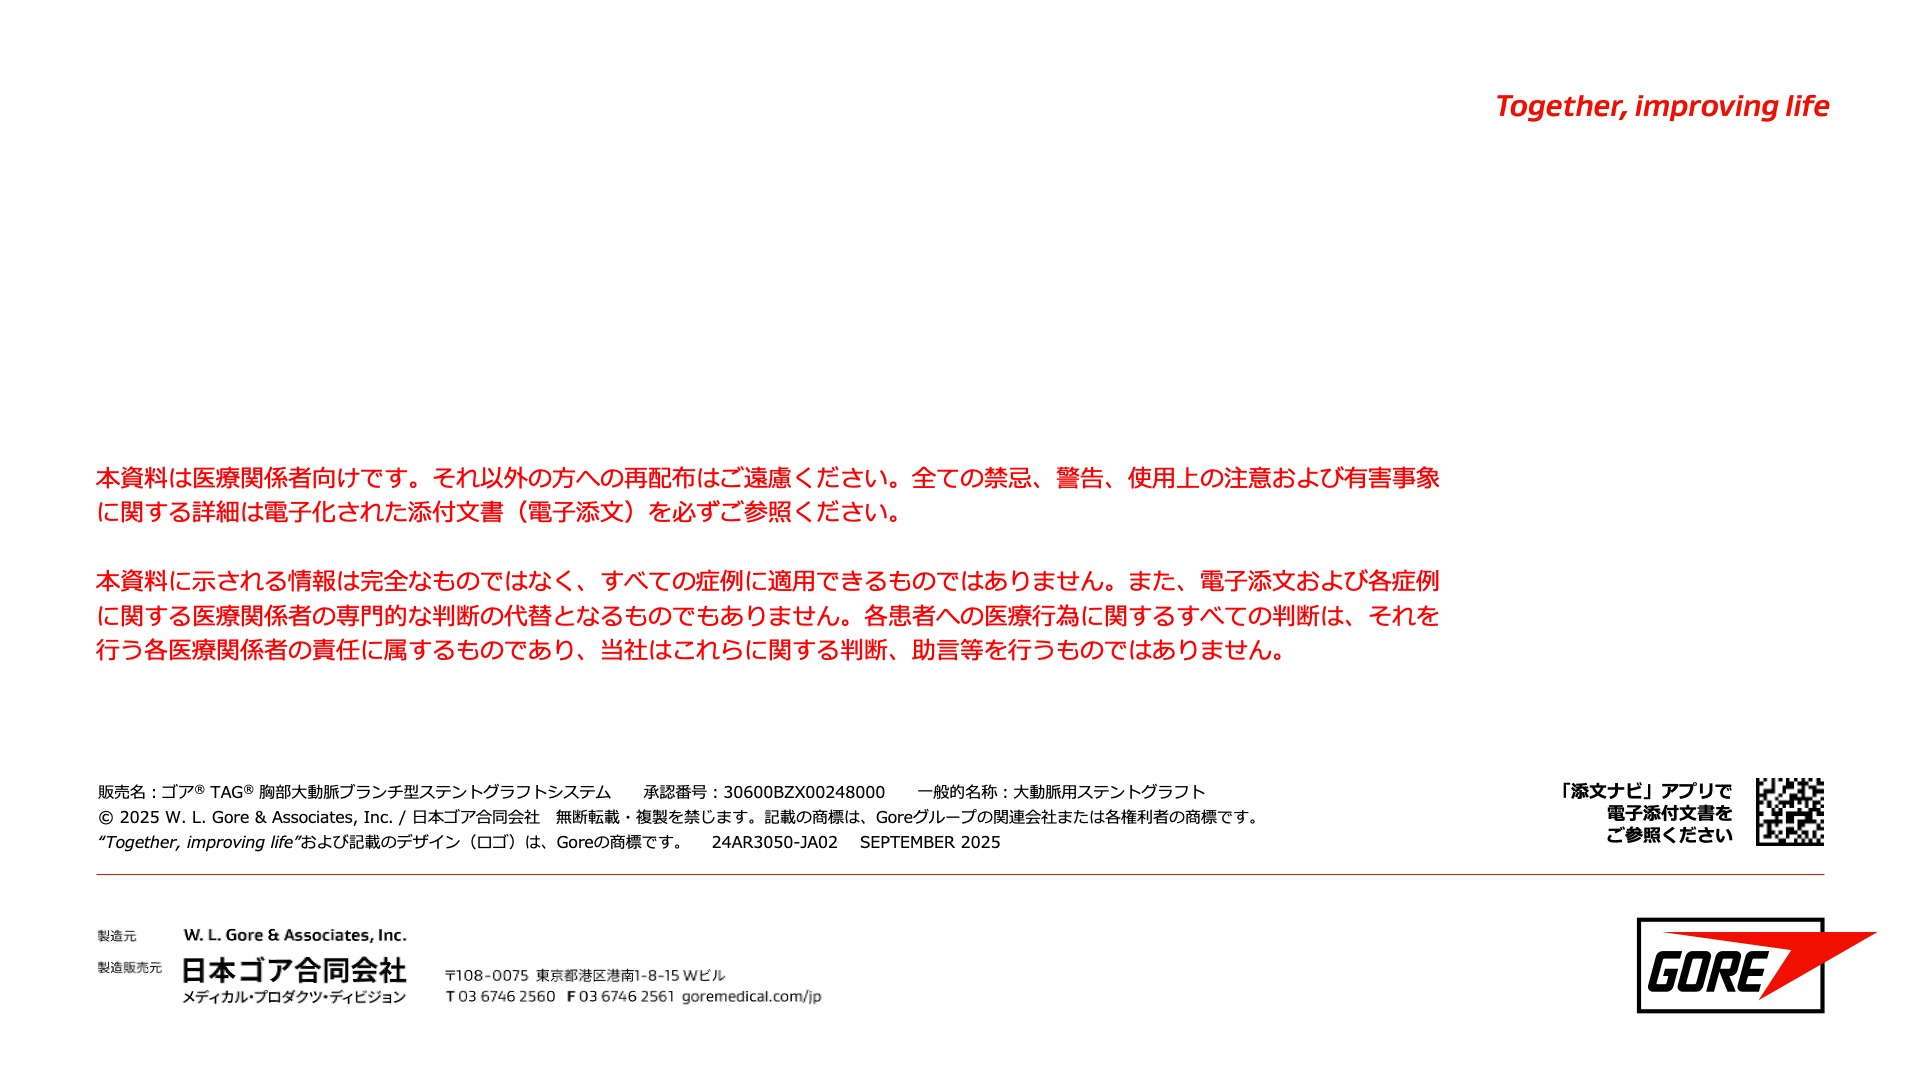 Together, improving life
本資料は医療関係者向けです。それ以外の方への再配布はご遠慮ください。全ての禁忌、警告、使用上の注意および有害事象
に関する詳細は電子化された添付文書（電子添文）を必ずご参照ください。
本資料に示される情報は完全なものではなく、すべての症例に適用できるものではありません。また、電子添文および各症例
に関する医療関係者の専門的な判断の代替となるものでもありません。各患者への医療行為に関するすべての判断は、それを
行う各医療関係者の責任に属するものであり、当社はこれらに関する判断、助言等を行うものではありません。
販売名：ゴア® TAG® 胸部大動脈ブランチ型ステントグラフトシステム　　承認番号：30600BZX00248000　　一般的名称：大動脈用ステントグラフト
© 2025 W. L. Gore & Associates, Inc. / 日本ゴア合同会社　無断転載・複製を禁じます。記載の商標は、Goreグループの関連会社または各権利者の商標です。
“Together, improving life”および記載のデザイン（ロゴ）は、Goreの商標です。　24AR3050-JA02　SEPTEMBER 2025
「添文ナビ」アプリで
電子添付文書を
ご参照ください
製造元 W. L. Gore & Associates, Inc.
製造販売元 日本ゴア合同会社
メディカル・プロダクツ・ディビジョン
〒108-0075 東京都港区港南1-8-15 Wビル
T 03 6746 2560 F 03 6746 2561 goremedical.com/jp
GORE